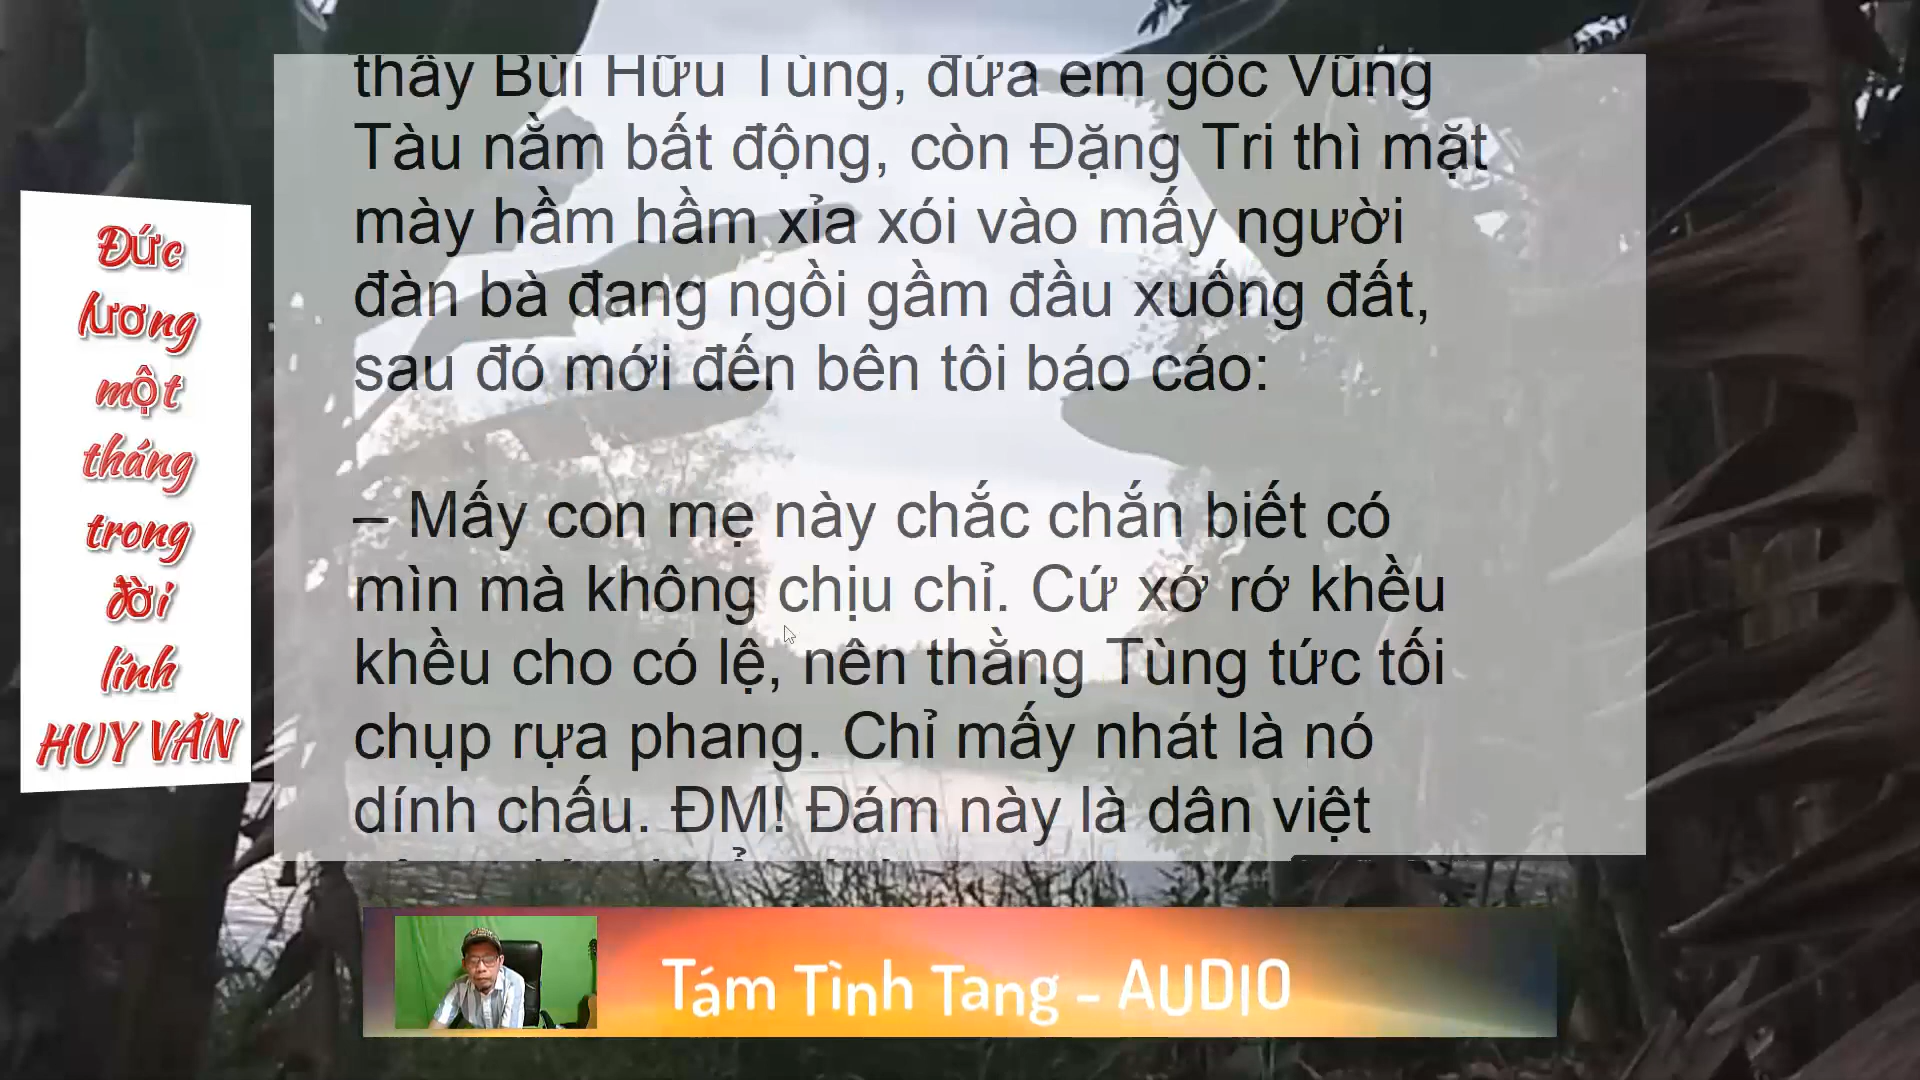 thấy Bùi Hữu Tùng, đứa em gốc Vũng
Tàu nằm bất động, còn Đặng Tri thì mặt
mày hầm hầm xỉa xói vào mấy người
đàn bà đang ngồi gầm đầu xuống đất,
sau đó mới đến bên tôi báo cáo:
– Mấy con mẹ này chắc chắn biết có
mìn mà không chịu chỉ. Cứ xớ rớ khều
khều cho có lệ, nên thằng Tùng tức tối
chụp rựa phang. Chỉ mấy nhát là nó
dính chấu. ĐM! Đám này là dân việt
Đức
lương
một
tháng
trong
đời
lính
HUY VĂN
Tám Tình Tang - AUDIO